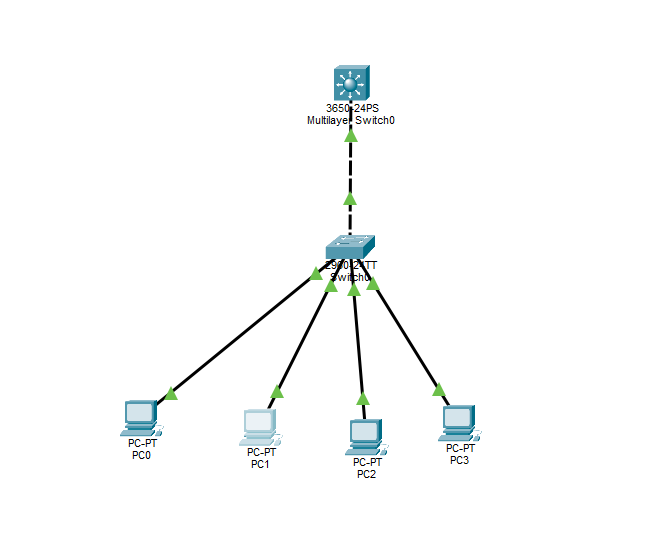 3650-24PS
Multilayer Switch0
2960-24TT
Switch0
PC-PT
PC0
PC-PT
PC1
PC-PT
PC2
PC-PT
PC3